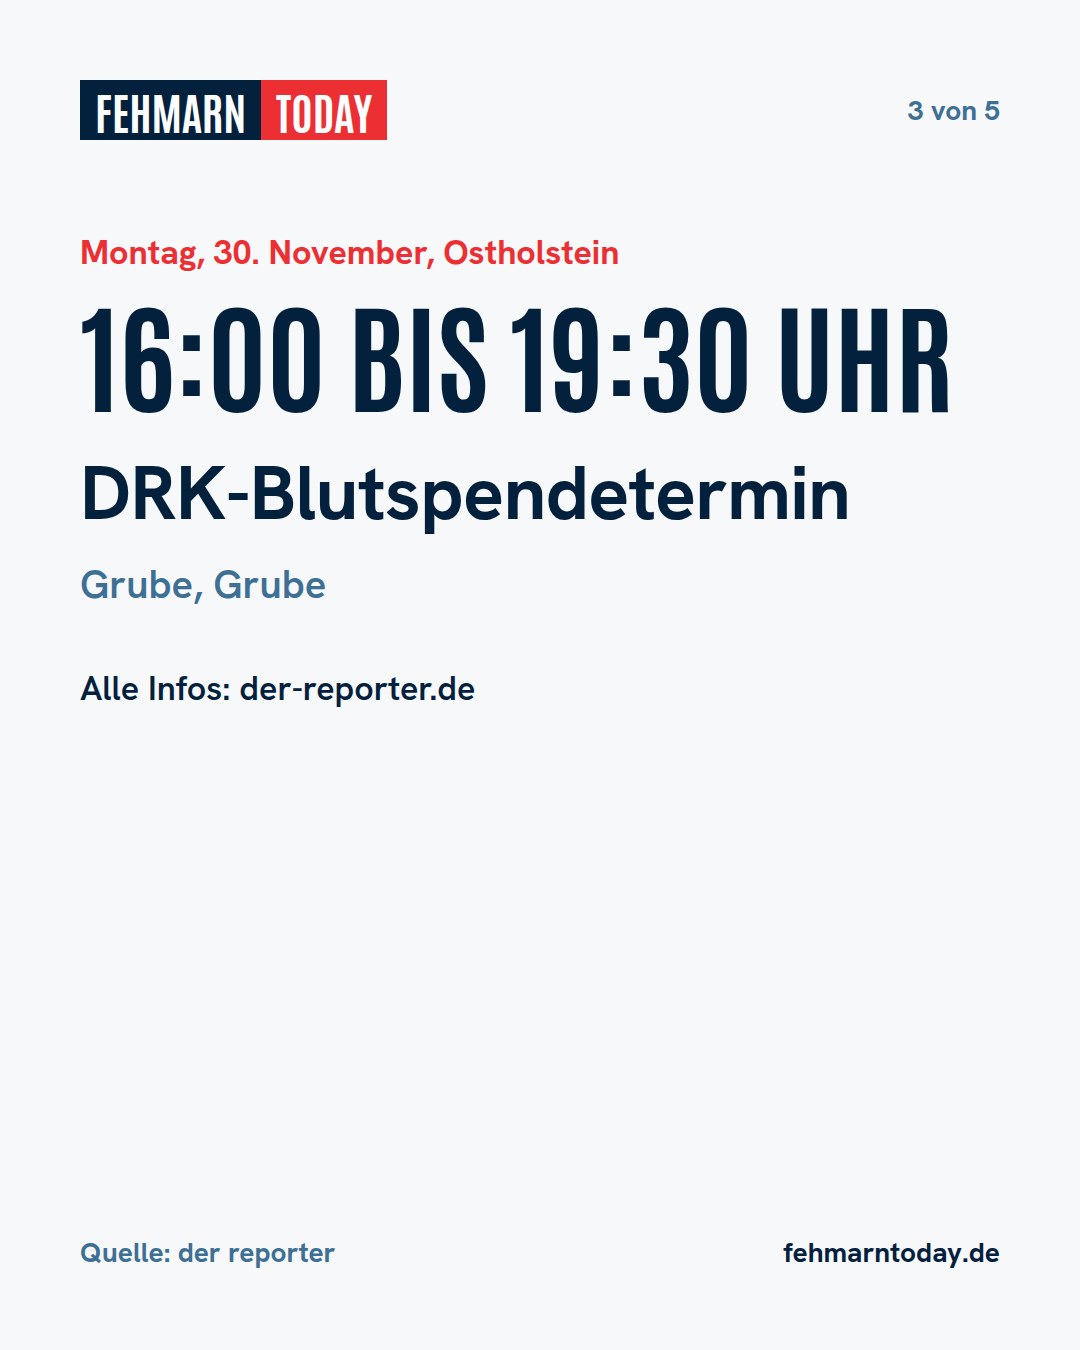 FEHMARN TODAY
3 von 5
Montag, 30. November, Ostholstein
16:00 BIS 19:30 UHR
DRK-Blutspendetermin
Grube, Grube
Alle Infos: der-reporter.de
Quelle: der reporter
fehmarntoday.de